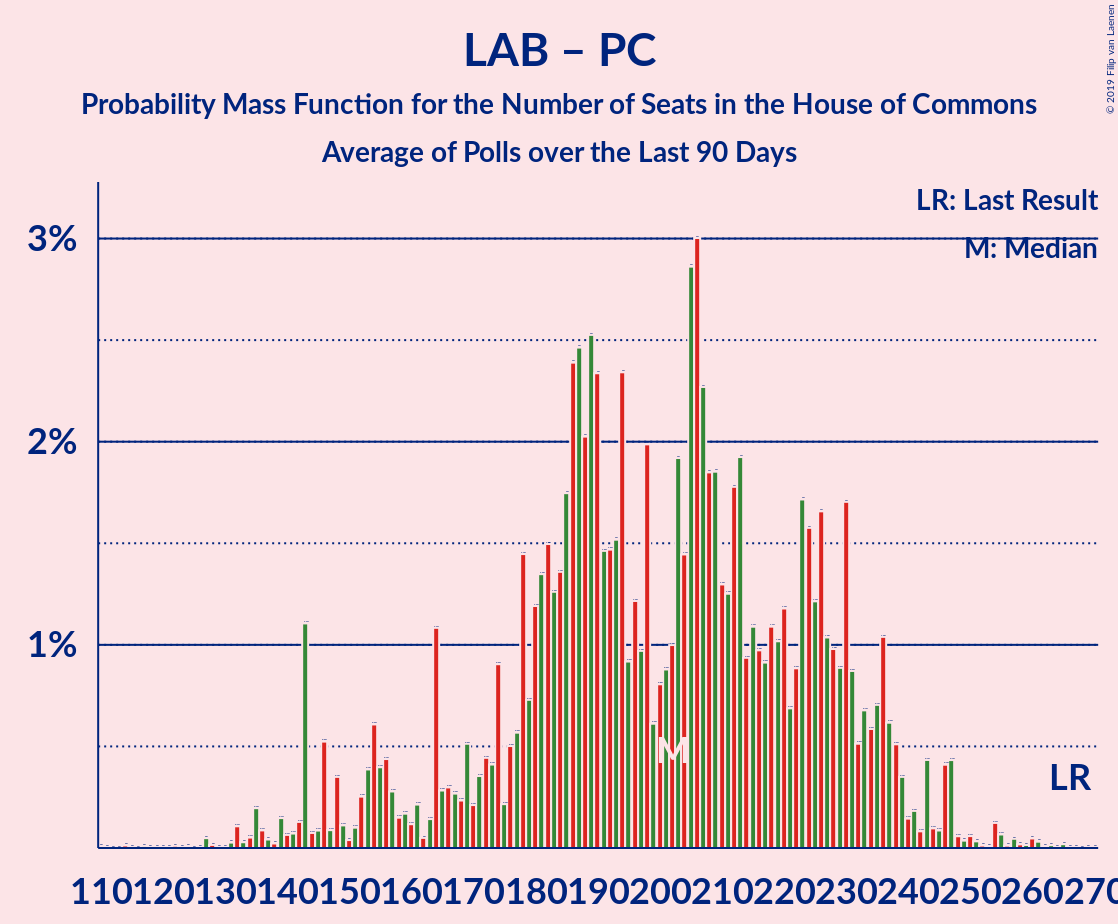 LAB – PC
Probability Mass Function for the Number of Seats in the House of Commons
Average of Polls over the Last 90 Days
© 2019 Filip van Laenen
LR: Last Result
M: Median
3%
2%
1%
M
LR
110 120 130 140 150 160 170 180 190 200 210 220 230 240 250 260 270